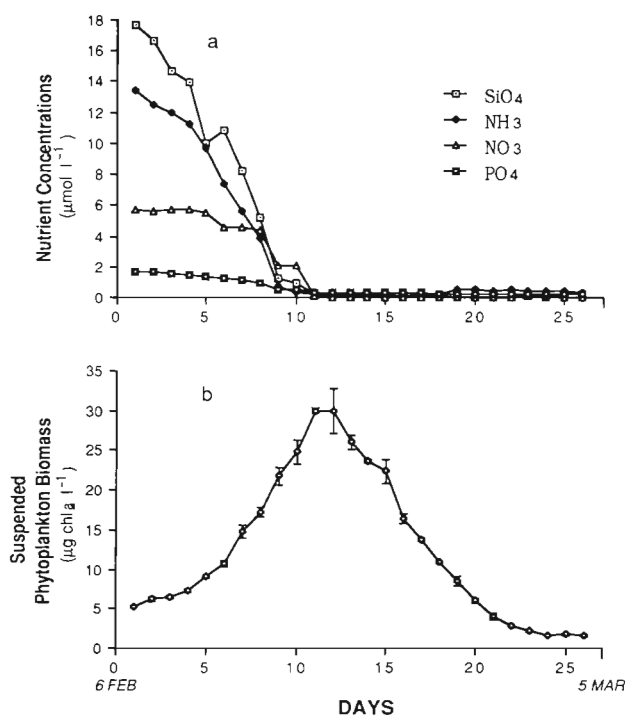 a
18
16
14
12
10
8
6
4
2
0
Nutrient Concentrations
(μmol l⁻¹)
SiO₄
NH₃
NO₃
PO₄
0 5 10 15 20 25
b
35
30
25
20
15
10
5
0
Suspended
Phytoplankton Biomass
(μg chl a l⁻¹)
0 5 10 15 20 25
6 FEB 5 MAR
DAYS